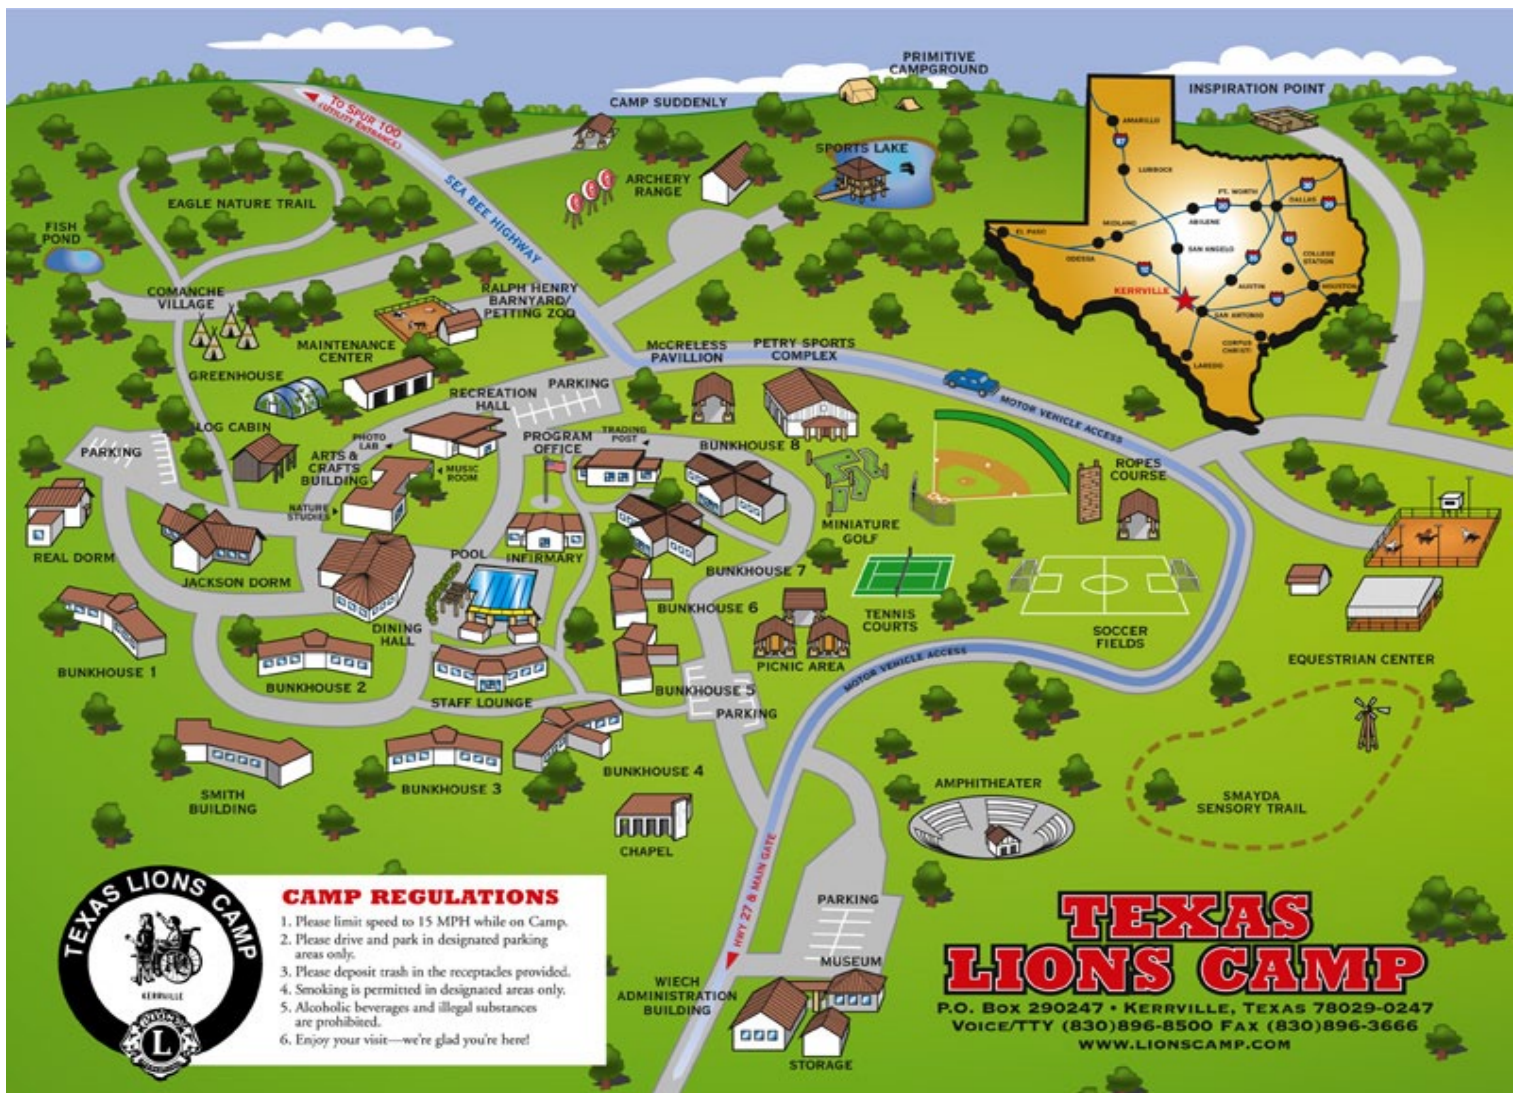 PRIMITIVE
CAMPGROUND
CAMP SUDDENLY
INSPIRATION POINT
TO SPUR 100
(UTILITY ENTRANCE)
SEA BEE HIGHWAY
SPORTS LAKE
ARCHERY
RANGE
EAGLE NATURE TRAIL
FISH
POND
COMANCHE
VILLAGE
RALPH HENRY
BARNYARD/
PETTING ZOO
MAINTENANCE
CENTER
GREENHOUSE
MCCRELESS
PAVILLION
PETRY SPORTS
COMPLEX
MOTOR VEHICLE ACCESS
AMARILLO
87
LUBBOCK
FT. WORTH
DALLAS
30
20
20
ABILENE
MIDLAND
EL PASO
ODESSA
SAN ANGELO
45
COLLEGE
STATION
10
AUSTIN
KERRVILLE
10
HOUSTON
SAN ANTONIO
CORPUS
CHRISTI
LAREDO
PARKING
RECREATION
HALL
LOG CABIN
PHOTO
LAB
PROGRAM
OFFICE
TRADING
POST
BUNKHOUSE 8
PARKING
ARTS &
CRAFTS
BUILDING
MUSIC
ROOM
NATURE
STUDIES
ROPES
COURSE
MINIATURE
GOLF
REAL DORM
JACKSON DORM
POOL
INFIRMARY
BUNKHOUSE 7
BUNKHOUSE 6
TENNIS
COURTS
SOCCER
FIELDS
DINING
HALL
PICNIC AREA
MOTOR VEHICLE ACCESS
EQUESTRIAN CENTER
BUNKHOUSE 1
BUNKHOUSE 2
STAFF LOUNGE
BUNKHOUSE 5
PARKING
BUNKHOUSE 3
BUNKHOUSE 4
SMITH
BUILDING
AMPHITHEATER
SMAYDA
SENSORY TRAIL
CHAPEL
HWY 27 & MAIN GATE
PARKING
MUSEUM
WIECH
ADMINISTRATION
BUILDING
STORAGE
TEXAS LIONS CAMP
KERRVILLE
LIONS
L
CAMP REGULATIONS
1. Please limit speed to 15 MPH while on Camp.
2. Please drive and park in designated parking
areas only.
3. Please deposit trash in the receptacles provided.
4. Smoking is permitted in designated areas only.
5. Alcoholic beverages and illegal substances
are prohibited.
6. Enjoy your visit—we're glad you're here!
TEXAS
LIONS CAMP
P.O. BOX 290247 • KERRVILLE, TEXAS 78029-0247
VOICE/TTY (830)896-8500 FAX (830)896-3666
WWW.LIONSCAMP.COM